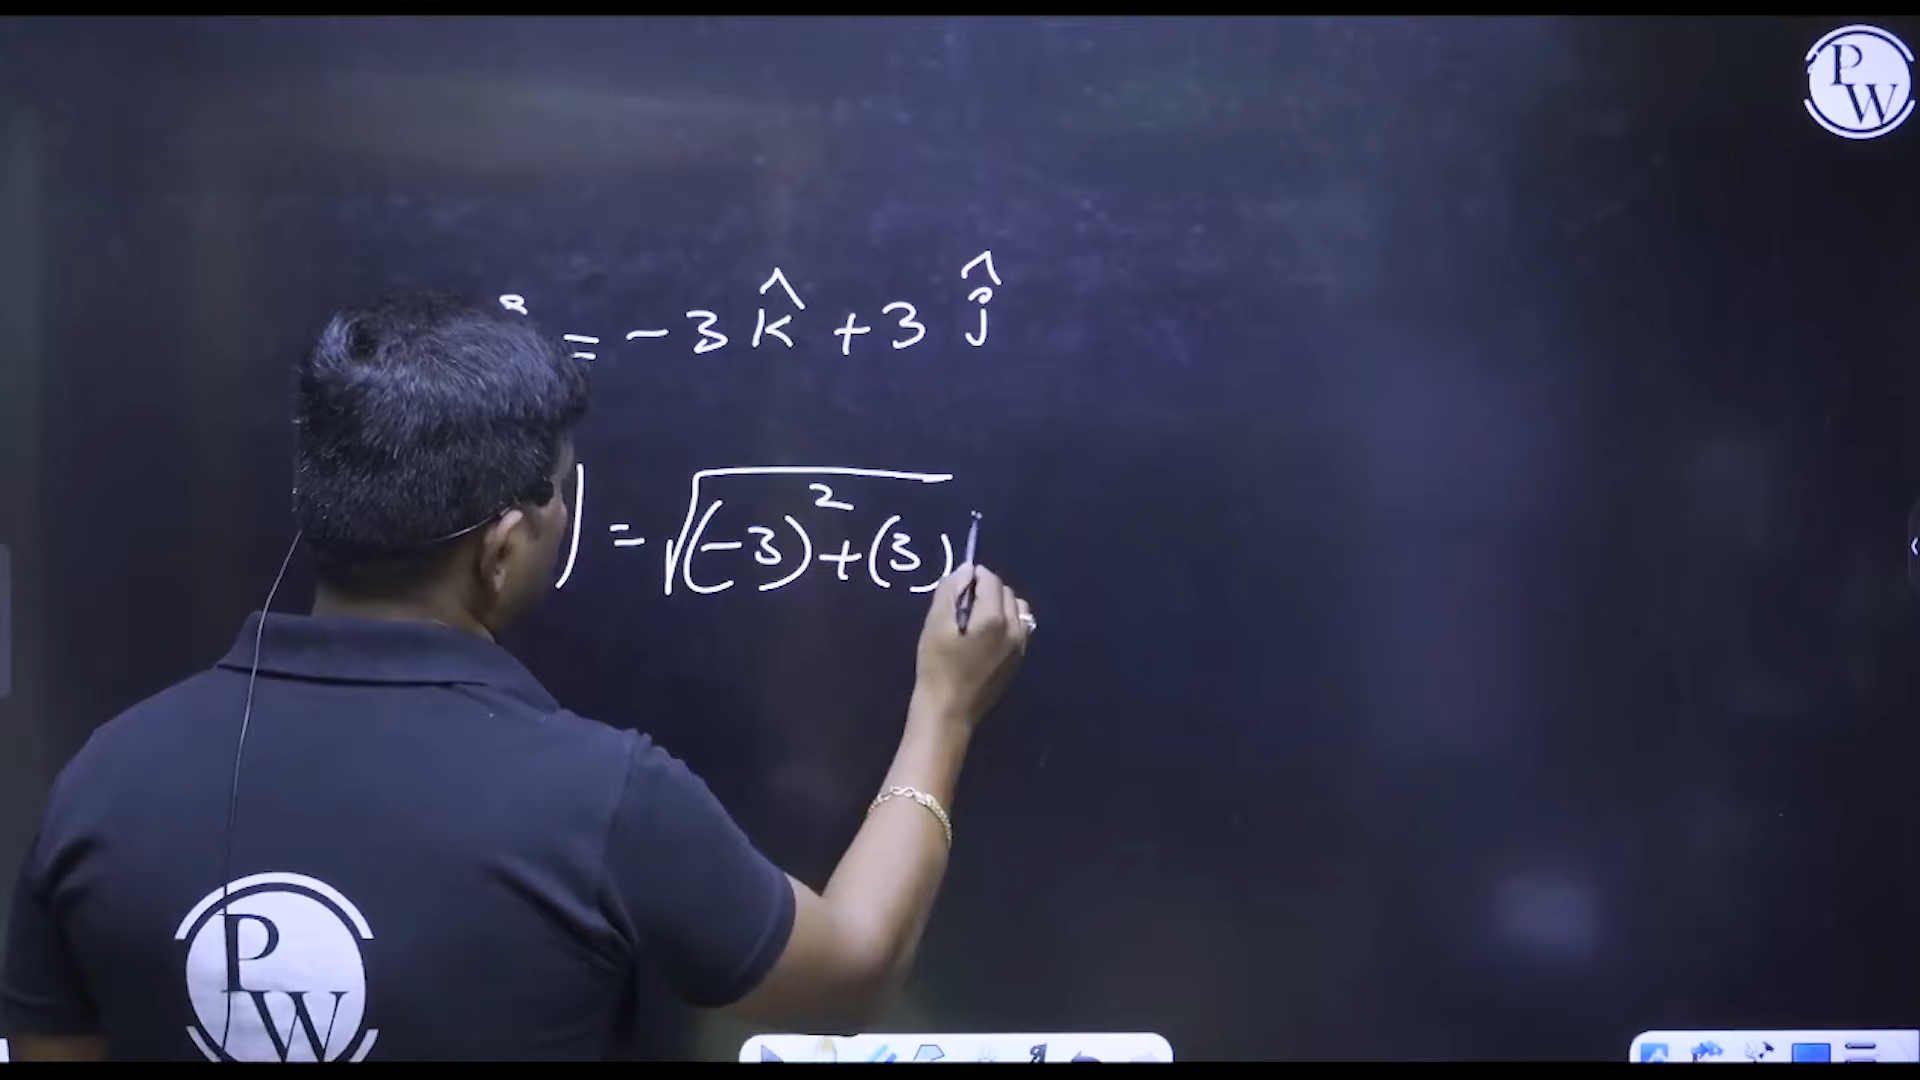 PW
= -3 k̂ + 3 ĵ
| = √(-3)² + (3)
PW